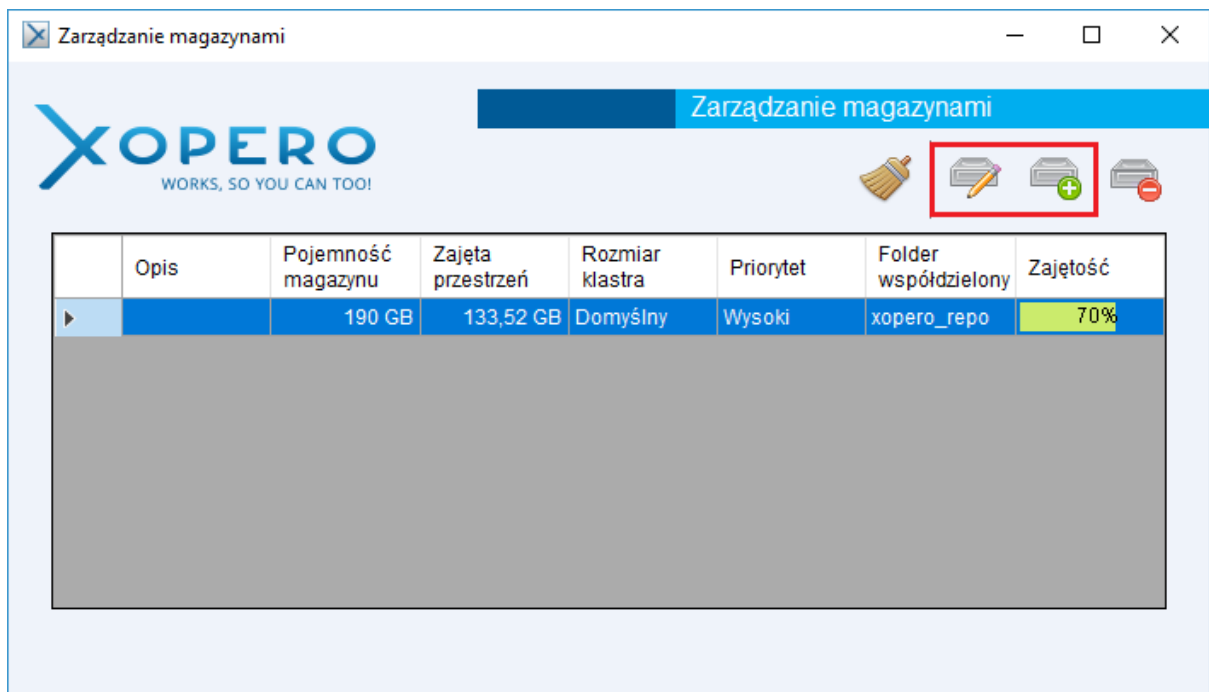 Zarządzanie magazynami
Zarządzanie magazynami
XOPERO
WORKS, SO YOU CAN TOO!
Opis
Pojemność
magazynu
Zajęta
przestrzeń
Rozmiar
klastra
Priorytet
Folder
współdzielony
Zajętość
190 GB 133,52 GB Domyślny Wysoki xopero_repo 70%